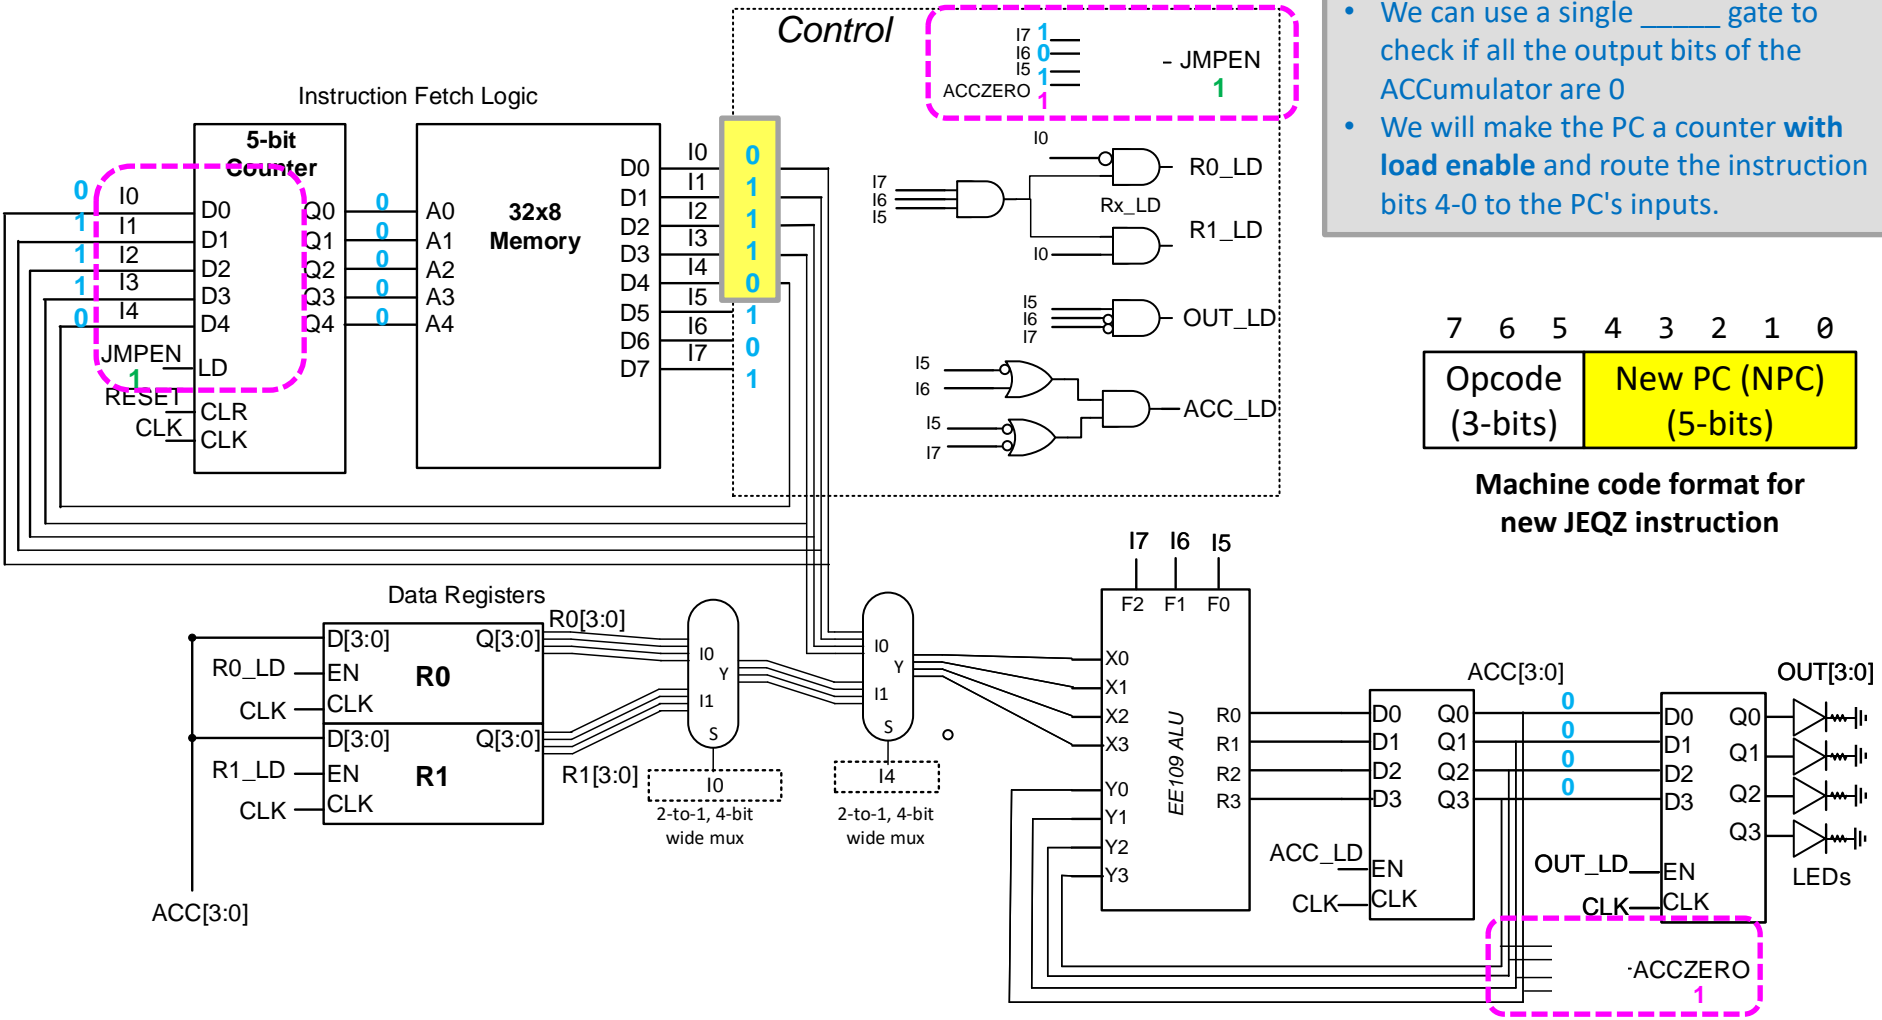 Control
I7 1
I6 0
I5 1
ACCZERO 1
JMPEN
1
• We can use a single _____ gate to
check if all the output bits of the
ACCumulator are 0
• We will make the PC a counter with
load enable and route the instruction
bits 4-0 to the PC's inputs.
Instruction Fetch Logic
5-bit
Counter
0 I0 D0 Q0 0 A0
1 I1 D1 Q1 0 A1
1 I2 D2 Q2 0 A2
1 I3 D3 Q3 0 A3
0 I4 D4 Q4 0 A4
JMPEN
1
LD
RESET CLR
CLK CLK
32x8
Memory
D0 I0 0
D1 I1 1
D2 I2 1
D3 I3 1
D4 I4 0
D5 I5 1
D6 I6 0
D7 I7 1
I0
R0_LD
I7
I6
I5
Rx_LD
R1_LD
I0
I5
I6
I7
OUT_LD
I5
I6
ACC_LD
I5
I7
7 6 5 4 3 2 1 0
Opcode
(3-bits)
New PC (NPC)
(5-bits)
Machine code format for
new JEQZ instruction
Data Registers
D[3:0] Q[3:0] R0[3:0]
R0_LD EN R0
CLK CLK
D[3:0] Q[3:0]
R1_LD EN R1 R1[3:0]
CLK CLK
ACC[3:0]
I0
Y
I1
S
I0
2-to-1, 4-bit
wide mux
I0
Y
I1
S
I4
2-to-1, 4-bit
wide mux
I7 I6 I5
F2 F1 F0
X0
X1
X2
X3
Y0
Y1
Y2
Y3
EE109 ALU
R0
R1
R2
R3
ACC[3:0]
D0 Q0 0
D1 Q1 0
D2 Q2 0
D3 Q3 0
ACC_LD EN
CLK CLK
OUT[3:0]
D0 Q0
D1 Q1
D2 Q2
D3 Q3
OUT_LD EN
CLK CLK
LEDs
ACCZERO
1